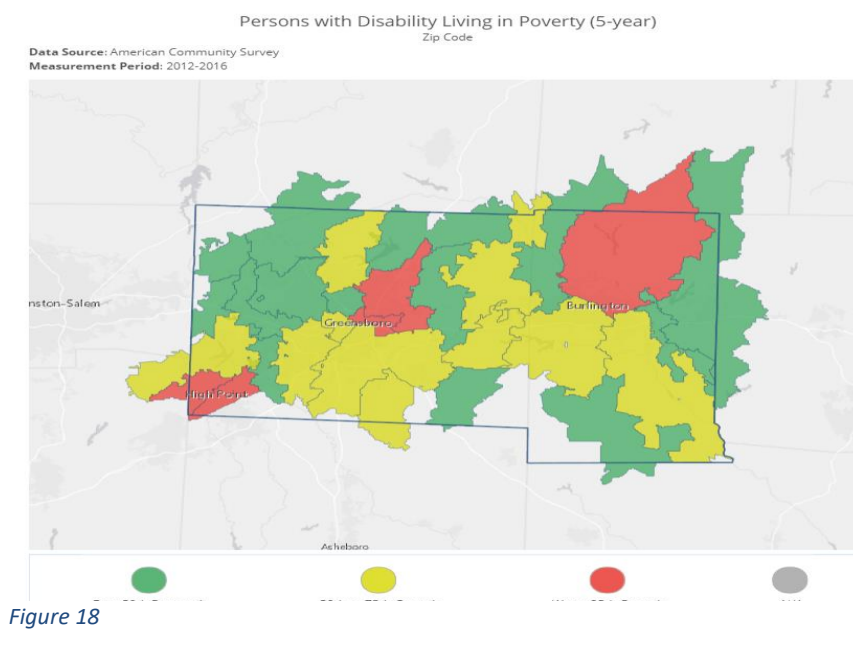 Persons with Disability Living in Poverty (5-year)
Zip Code
Data Source: American Community Survey
Measurement Period: 2012-2016
nston-Salem
Burlington
Greensboro
High Point
Asheboro
Figure 18